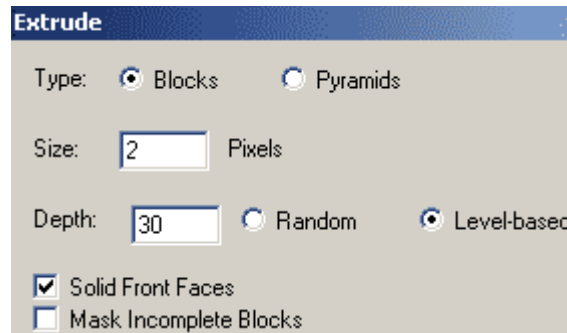 Extrude
Type: Blocks Pyramids
Size: 2 Pixels
Depth: 30 Random Level-based
Solid Front Faces
Mask Incomplete Blocks